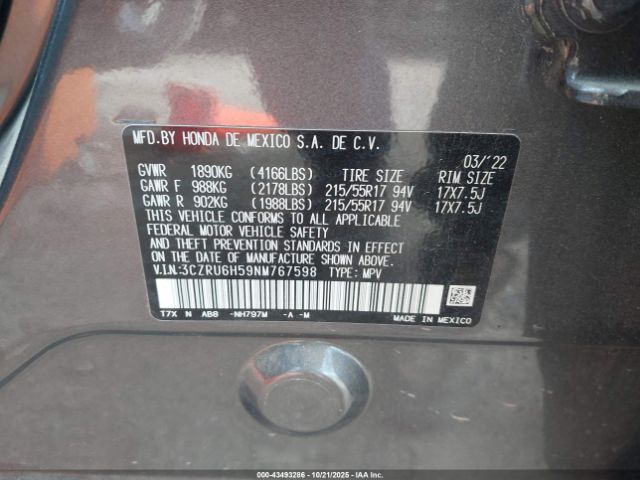 MFD.BY HONDA DE MEXICO S.A. DE C.V.
03/'22
GVWR 1890KG (4166LBS) TIRE SIZE RIM SIZE
GAWR F 988KG (2178LBS) 215/55R17 94V 17X7.5J
GAWR R 902KG (1988LBS) 215/55R17 94V 17X7.5J
THIS VEHICLE CONFORMS TO ALL APPLICABLE
FEDERAL MOTOR VEHICLE SAFETY
AND THEFT PREVENTION STANDARDS IN EFFECT
ON THE DATE OF MANUFACTURE SHOWN ABOVE.
V.I.N:3CZRU6H59NM767598 TYPE: MPV
T7X N AB8 -NH797M -A -M
MADE IN MEXICO
© - 43493286 - 10/21/2025 - IAAI.COM